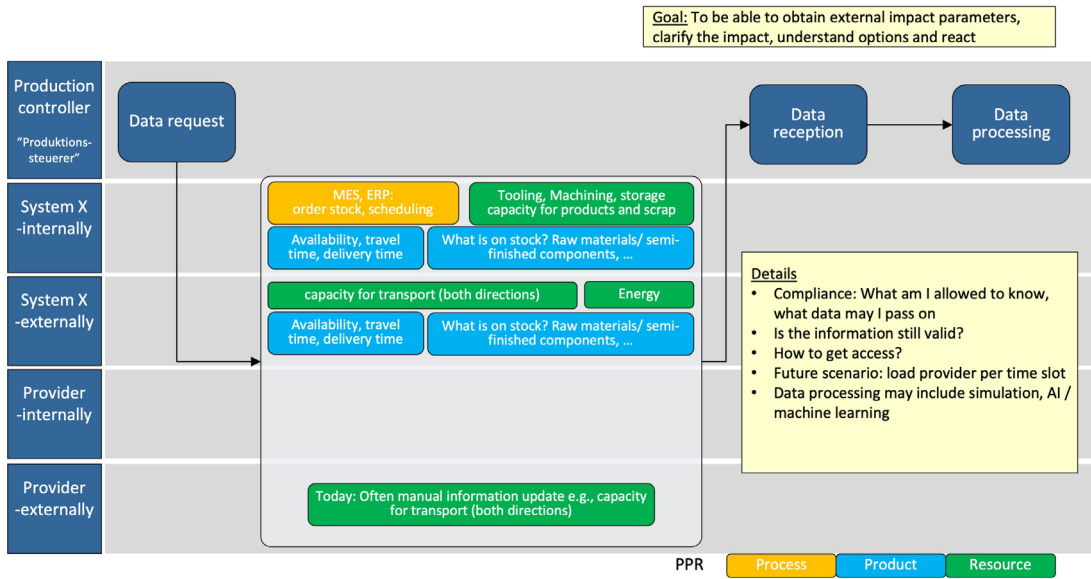 Goal: To be able to obtain external impact parameters,
clarify the impact, understand options and react
Production
controller
“Produktions-
steuerer”
Data request
Data
reception
Data
processing
System X
-internally
MES, ERP:
order stock, scheduling
Tooling, Machining, storage
capacity for products and scrap
Availability, travel
time, delivery time
What is on stock? Raw materials/ semi-
finished components, ...
System X
-externally
capacity for transport (both directions)
Energy
Availability, travel
time, delivery time
What is on stock? Raw materials/ semi-
finished components, ...
Details
• Compliance: What am I allowed to know,
what data may I pass on
• Is the information still valid?
• How to get access?
• Future scenario: load provider per time slot
• Data processing may include simulation, AI /
machine learning
Provider
-internally
Provider
-externally
Today: Often manual information update e.g., capacity
for transport (both directions)
PPR
Process
Product
Resource